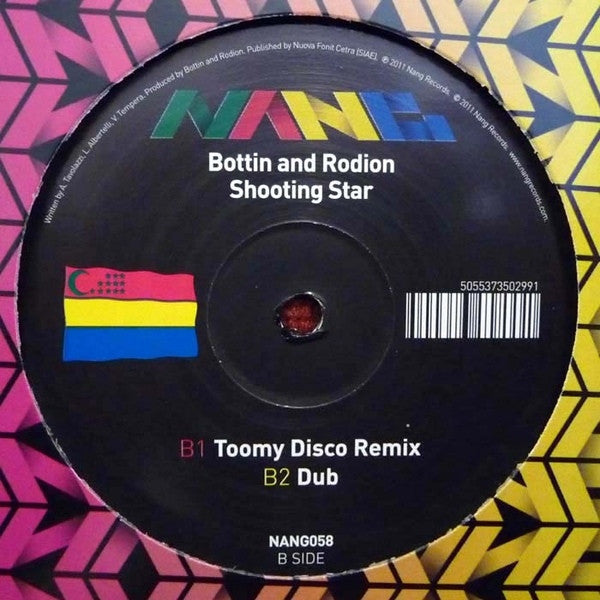 Written by A. Tavolazzi, L. Albertelli, V. Tempera. Produced by Bottin and Rodion. Published by Nuova Fonit Cetra (SIAE). ℗ 2011 Nang Records. © 2011 Nang Records. www.nangrecords.com.
NANG
Bottin and Rodion
Shooting Star
5055373502991
B1 Toomy Disco Remix
B2 Dub
NANG058
B SIDE